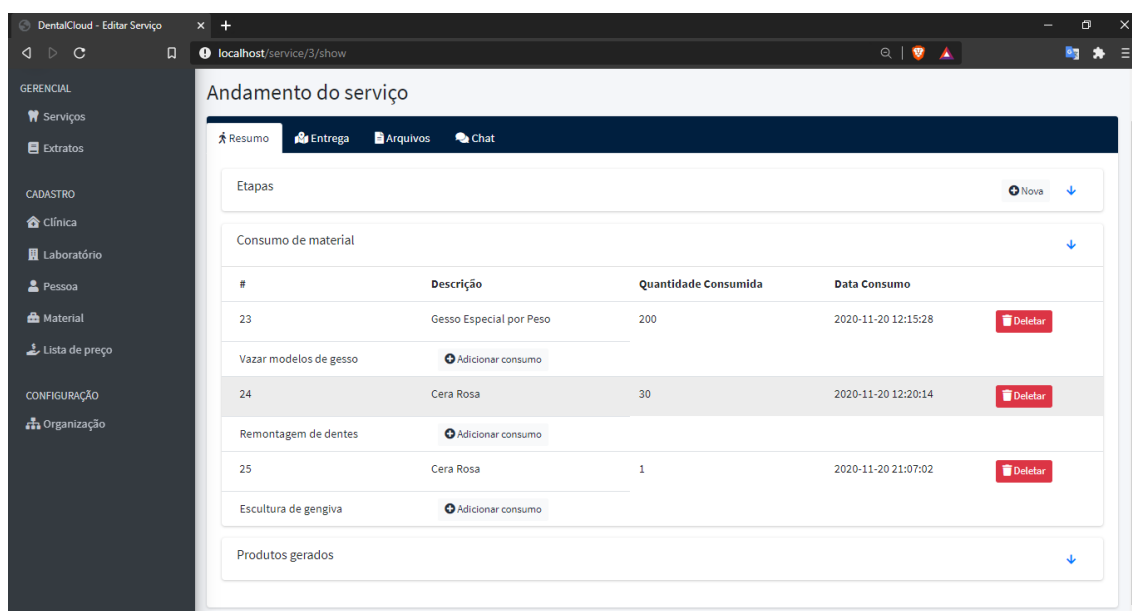 DentalCloud - Editar Serviço
localhost/service/3/show
GERENCIAL
Serviços
Extratos
CADASTRO
Clínica
Laboratório
Pessoa
Material
Lista de preço
CONFIGURAÇÃO
Organização
Andamento do serviço
Resumo Entrega Arquivos Chat
Etapas Nova
Consumo de material
# Descrição Quantidade Consumida Data Consumo
23 Gesso Especial por Peso 200 2020-11-20 12:15:28 Deletar
Vazar modelos de gesso Adicionar consumo
24 Cera Rosa 30 2020-11-20 12:20:14 Deletar
Remontagem de dentes Adicionar consumo
25 Cera Rosa 1 2020-11-20 21:07:02 Deletar
Escultura de gengiva Adicionar consumo
Produtos gerados